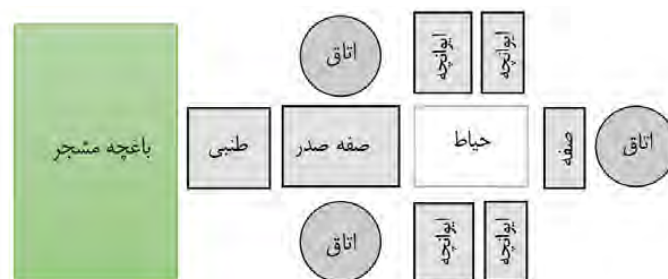 ایوانچه
ایوانچه
اتاق
اتاق
صفه
حیاط
صفه صدر
طنبی
باغچه مشجر
ایوانچه
ایوانچه
اتاق